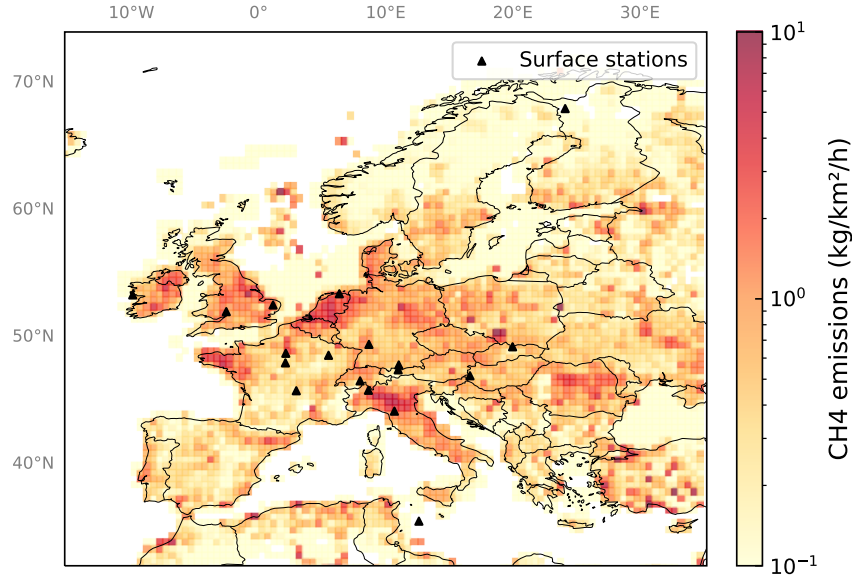 10°W 0° 10°E 20°E 30°E
70°N
60°N
50°N
40°N
Surface stations
10¹
10⁰
10⁻¹
CH4 emissions (kg/km²/h)